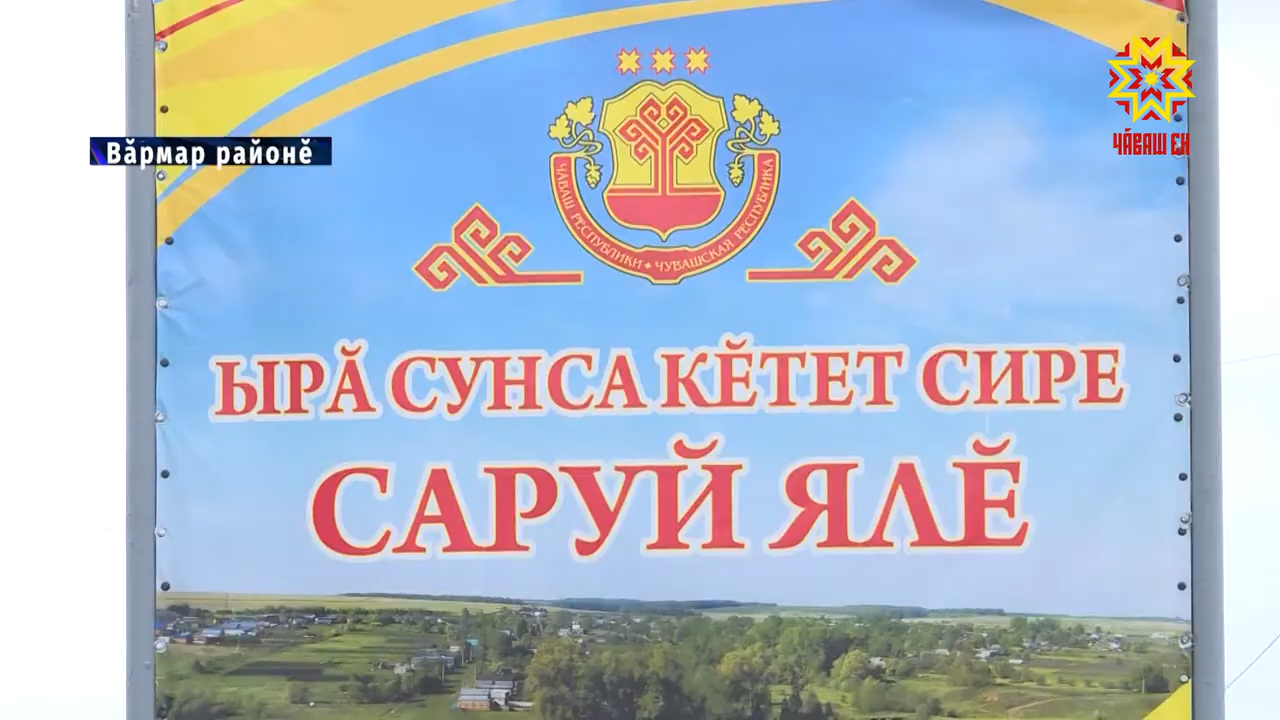 Вӑрмар районӗ
ЧӐВАШ ЕН
ЧӐВАШ РЕСПУБЛИКИ ✦ ЧУВАШСКАЯ РЕСПУБЛИКА
ЫРӐ СУНСА КӖТЕТ СИРЕ
САРУЙ ЯЛӖ